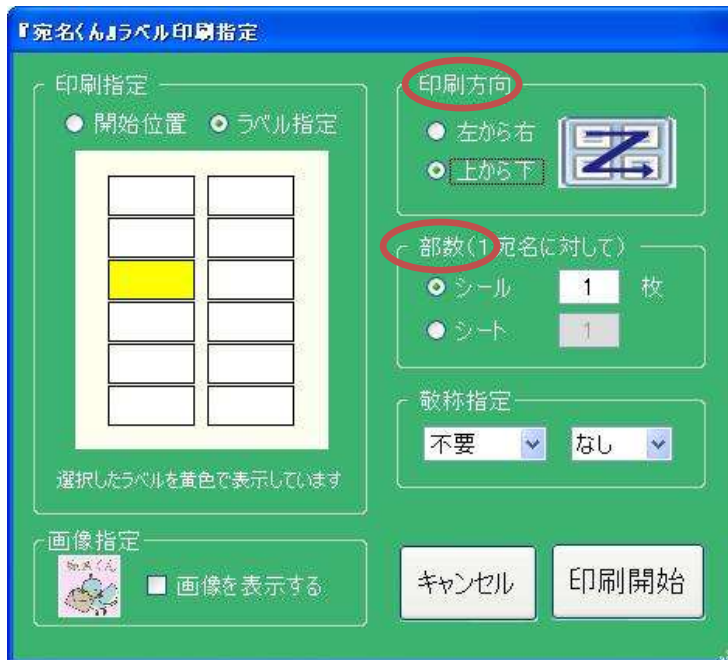 『宛名くん』ラベル印刷指定
印刷指定
開始位置 ラベル指定
選択したラベルを黄色で表示しています
画像指定
宛名くん
画像を表示する
印刷方向
左から右
上から下
部数(1宛名に対して)
シール 1 枚
シート 1
敬称指定
不要 なし
キャンセル 印刷開始